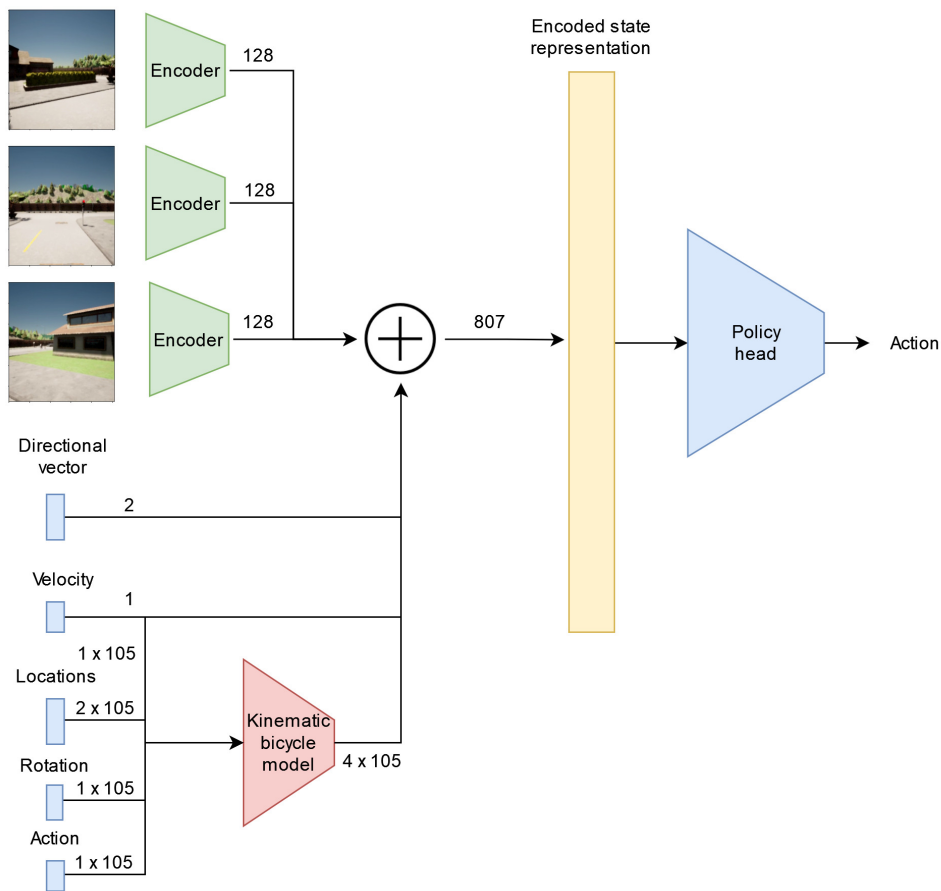 Encoded state
representation
Encoder
128
Encoder
128
Encoder
128
807
Policy
head
Action
Directional
vector
2
Velocity
1
1 x 105
Locations
2 x 105
Kinematic
bicycle
model
4 x 105
Rotation
1 x 105
Action
1 x 105